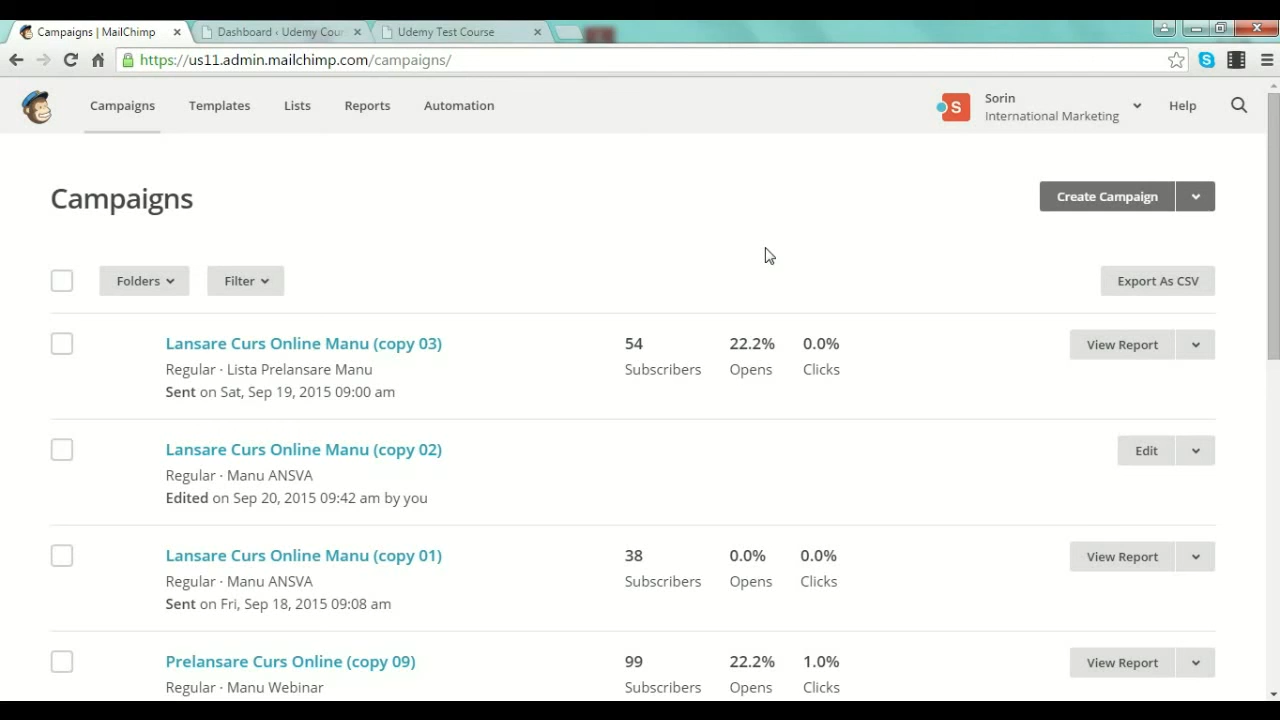 Campaigns | MailChimp
Dashboard ‹ Udemy Cour
Udemy Test Course
https://us11.admin.mailchimp.com/campaigns/
Campaigns Templates Lists Reports Automation
S
Sorin
International Marketing
Help
Campaigns
Create Campaign
Folders Filter Export As CSV
Lansare Curs Online Manu (copy 03) 54 22.2% 0.0% View Report
Regular · Lista Prelansare Manu Subscribers Opens Clicks
Sent on Sat, Sep 19, 2015 09:00 am
Lansare Curs Online Manu (copy 02) Edit
Regular · Manu ANSVA
Edited on Sep 20, 2015 09:42 am by you
Lansare Curs Online Manu (copy 01) 38 0.0% 0.0% View Report
Regular · Manu ANSVA Subscribers Opens Clicks
Sent on Fri, Sep 18, 2015 09:08 am
Prelansare Curs Online (copy 09) 99 22.2% 1.0% View Report
Regular · Manu Webinar Subscribers Opens Clicks